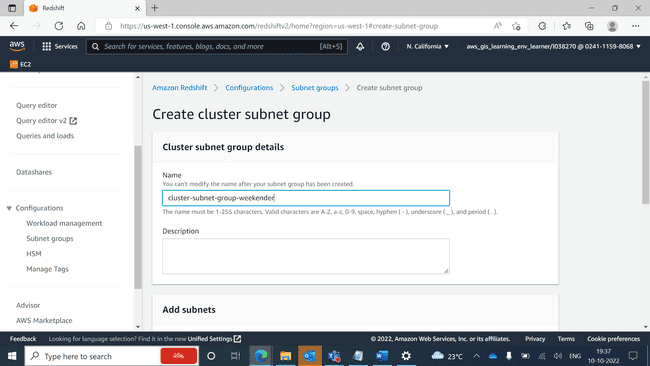 Redshift
https://us-west-1.console.aws.amazon.com/redshiftv2/home?region=us-west-1#create-subnet-group
aws
Services
Search for services, features, blogs, docs, and more
[Alt+S]
N. California
aws_gis_learning_env_learner/l038270 @ 0241-1159-8068
EC2
Query editor
Query editor v2
Queries and loads
Datashares
Configurations
Workload management
Subnet groups
HSM
Manage Tags
Advisor
AWS Marketplace
Amazon Redshift
Configurations
Subnet groups
Create subnet group
Create cluster subnet group
Cluster subnet group details
Name
You can't modify the name after your subnet group has been created.
cluster-subnet-group-weekender
The name must be 1-255 characters. Valid characters are A-Z, a-z, 0-9, space, hyphen ( - ), underscore ( _ ), and period ( . ).
Description
Add subnets
Feedback
Looking for language selection? Find it in the new Unified Settings
© 2022, Amazon Web Services, Inc. or its affiliates.
Privacy
Terms
Cookie preferences
Type here to search
23°C
ENG
19:37
10-10-2022